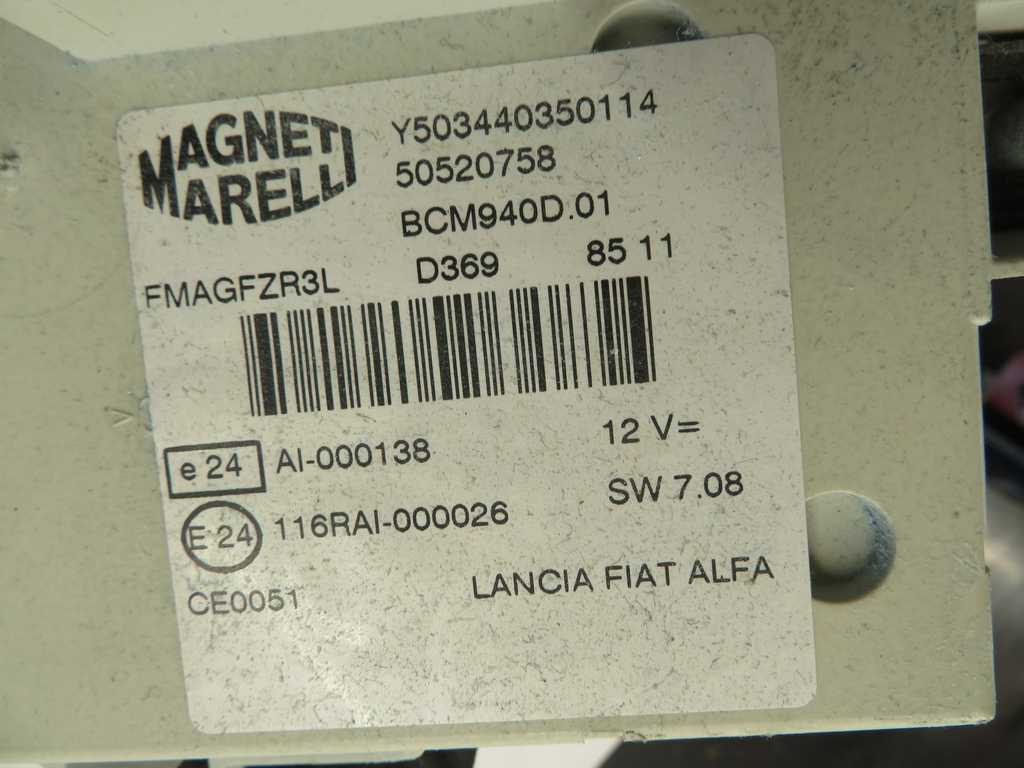 MAGNETI
MARELLI
Y503440350114
50520758
BCM940D.01
FMAGFZR3L D369 85 11
e 24 AI-000138 12 V=
SW 7.08
E 24 116RAI-000026
CE0051 LANCIA FIAT ALFA